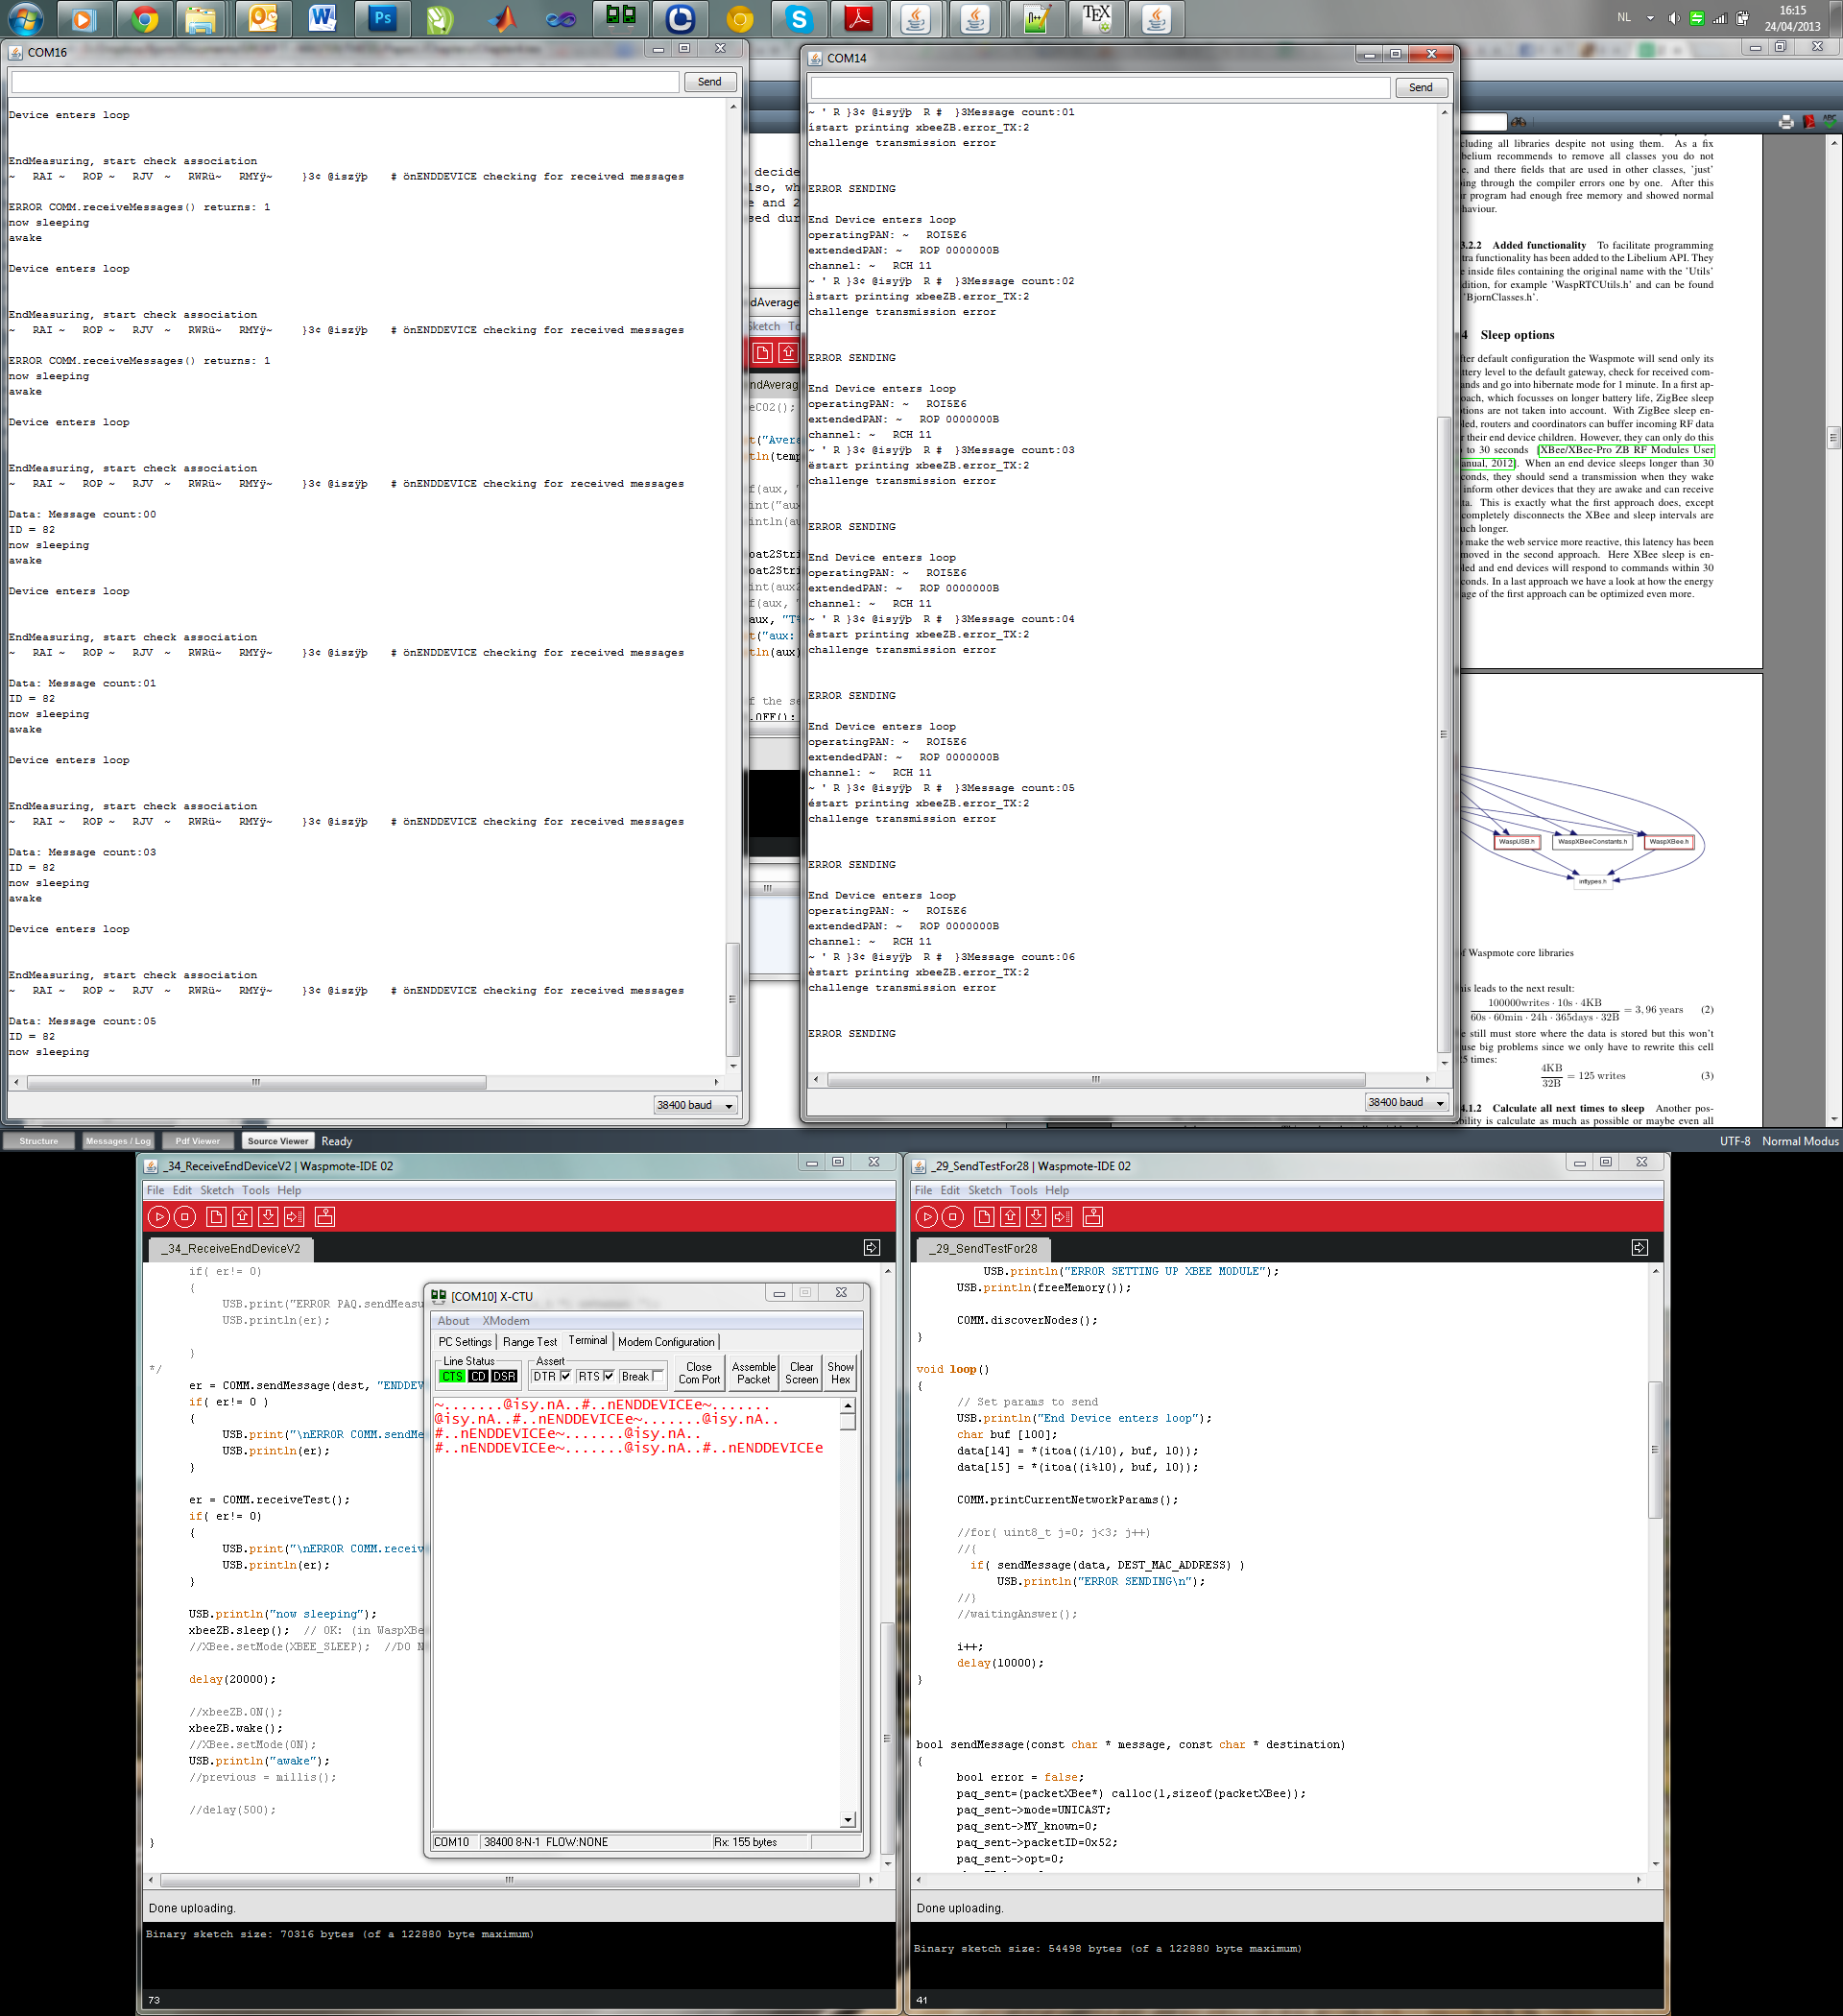 NL
16:15
24/04/2013
COM16
Send
Device enters loop
EndMeasuring, start check association
~ RAI ~ ROP ~ RJV ~ RWRü~ RMYÿ~ }3¢ @iszÿþ # önENDDEVICE checking for received messages
ERROR COMM.receiveMessages() returns: 1
now sleeping
awake
Device enters loop
EndMeasuring, start check association
~ RAI ~ ROP ~ RJV ~ RWRü~ RMYÿ~ }3¢ @iszÿþ # önENDDEVICE checking for received messages
ERROR COMM.receiveMessages() returns: 1
now sleeping
awake
Device enters loop
EndMeasuring, start check association
~ RAI ~ ROP ~ RJV ~ RWRü~ RMYÿ~ }3¢ @iszÿþ # önENDDEVICE checking for received messages
Data: Message count:00
ID = 82
now sleeping
awake
Device enters loop
EndMeasuring, start check association
~ RAI ~ ROP ~ RJV ~ RWRü~ RMYÿ~ }3¢ @iszÿþ # önENDDEVICE checking for received messages
Data: Message count:01
ID = 82
now sleeping
awake
Device enters loop
EndMeasuring, start check association
~ RAI ~ ROP ~ RJV ~ RWRü~ RMYÿ~ }3¢ @iszÿþ # önENDDEVICE checking for received messages
Data: Message count:03
ID = 82
now sleeping
awake
Device enters loop
EndMeasuring, start check association
~ RAI ~ ROP ~ RJV ~ RWRü~ RMYÿ~ }3¢ @iszÿþ # önENDDEVICE checking for received messages
Data: Message count:05
ID = 82
now sleeping
38400 baud
COM14
Send
~ ' R }3¢ @isyÿþ R # }3Message count:01
ístart printing xbeeZB.error_TX:2
challenge transmission error
ERROR SENDING
End Device enters loop
operatingPAN: ~ ROI5E6
extendedPAN: ~ ROP 0000000B
channel: ~ RCH 11
~ ' R }3¢ @isyÿþ R # }3Message count:02
ìstart printing xbeeZB.error_TX:2
challenge transmission error
ERROR SENDING
End Device enters loop
operatingPAN: ~ ROI5E6
extendedPAN: ~ ROP 0000000B
channel: ~ RCH 11
~ ' R }3¢ @isyÿþ R # }3Message count:03
ëstart printing xbeeZB.error_TX:2
challenge transmission error
ERROR SENDING
End Device enters loop
operatingPAN: ~ ROI5E6
extendedPAN: ~ ROP 0000000B
channel: ~ RCH 11
~ ' R }3¢ @isyÿþ R # }3Message count:04
êstart printing xbeeZB.error_TX:2
challenge transmission error
ERROR SENDING
End Device enters loop
operatingPAN: ~ ROI5E6
extendedPAN: ~ ROP 0000000B
channel: ~ RCH 11
~ ' R }3¢ @isyÿþ R # }3Message count:05
éstart printing xbeeZB.error_TX:2
challenge transmission error
ERROR SENDING
End Device enters loop
operatingPAN: ~ ROI5E6
extendedPAN: ~ ROP 0000000B
channel: ~ RCH 11
~ ' R }3¢ @isyÿþ R # }3Message count:06
èstart printing xbeeZB.error_TX:2
challenge transmission error
ERROR SENDING
38400 baud
cluding all libraries despite not using them. As a fix
belium recommends to remove all classes you do not
e, and there fields that are used in other classes, 'just'
ing through the compiler errors one by one. After this
r program had enough free memory and showed normal
haviour.
3.2.2 Added functionality To facilitate programming
tra functionality has been added to the Libelium API. They
e inside files containing the original name with the 'Utils'
dition, for example 'WaspRTCUtils.h' and can be found
'BjornClasses.h'.
4 Sleep options
fter default configuration the Waspmote will send only its
ttery level to the default gateway, check for received com-
ands and go into hibernate mode for 1 minute. In a first ap-
oach, which focusses on longer battery life, ZigBee sleep
tions are not taken into account. With ZigBee sleep en-
led, routers and coordinators can buffer incoming RF data
r their end device children. However, they can only do this
to 30 seconds [XBee/XBee-Pro ZB RF Modules User
anual, 2012]. When an end device sleeps longer than 30
conds, they should send a transmission when they wake
inform other devices that they are awake and can receive
ta. This is exactly what the first approach does, except
completely disconnects the XBee and sleep intervals are
uch longer.
make the web service more reactive, this latency has been
moved in the second approach. Here XBee sleep is en-
led and end devices will respond to commands within 30
conds. In a last approach we have a look at how the energy
age of the first approach can be optimized even more.
WaspUSB.h WaspXBeeConstants.h WaspXBee.h
inttypes.h
f Waspmote core libraries
is leads to the next result:
100000writes · 10s · 4KB / 60s · 60min · 24h · 365days · 32B = 3,96 years (2)
e still must store where the data is stored but this won't
use big problems since we only have to rewrite this cell
5 times:
4KB / 32B = 125 writes (3)
4.1.2 Calculate all next times to sleep Another pos-
bility is calculate as much as possible or maybe even all
Structure Messages / Log Pdf Viewer Source Viewer Ready
UTF-8 Normal Modus
_34_ReceiveEndDeviceV2 | Waspmote-IDE 02
File Edit Sketch Tools Help
_34_ReceiveEndDeviceV2
if( er!= 0)
{
USB.print("ERROR PAQ.sendMeasu
USB.println(er);
}
*/
er = COMM.sendMessage(dest, "ENDDEV
if( er!= 0 )
{
USB.print("\nERROR COMM.sendMe
USB.println(er);
}
er = COMM.receiveTest();
if( er!= 0)
{
USB.print("\nERROR COMM.receiv
USB.println(er);
}
USB.println("now sleeping");
xbeeZB.sleep(); // OK: (in WaspXBe
//XBee.setMode(XBEE_SLEEP); //DO N
delay(20000);
//xbeeZB.ON();
xbeeZB.wake();
//XBee.setMode(ON);
USB.println("awake");
//previous = millis();
//delay(500);
}
Done uploading.
Binary sketch size: 70316 bytes (of a 122880 byte maximum)
73
[COM10] X-CTU
About XModem
PC Settings Range Test Terminal Modem Configuration
Line Status Assert
CTS CD DSR DTR RTS Break
Close Com Port
Assemble Packet
Clear Screen
Show Hex
~.......@isy.nA..#..nENDDEVICEe~.......
@isy.nA..#..nENDDEVICEe~.......@isy.nA..
#..nENDDEVICEe~.......@isy.nA..
#..nENDDEVICEe~.......@isy.nA..#..nENDDEVICEe
COM10 38400 8-N-1 FLOW:NONE Rx: 155 bytes
_29_SendTestFor28 | Waspmote-IDE 02
File Edit Sketch Tools Help
_29_SendTestFor28
USB.println("ERROR SETTING UP XBEE MODULE");
USB.println(freeMemory());
COMM.discoverNodes();
}
void loop()
{
// Set params to send
USB.println("End Device enters loop");
char buf [100];
data[14] = *(itoa((i/10), buf, 10));
data[15] = *(itoa((i%10), buf, 10));
COMM.printCurrentNetworkParams();
//for( uint8_t j=0; j<3; j++)
//{
if( sendMessage(data, DEST_MAC_ADDRESS) )
USB.println("ERROR SENDING\n");
//}
//waitingAnswer();
i++;
delay(10000);
}
bool sendMessage(const char * message, const char * destination)
{
bool error = false;
paq_sent=(packetXBee*) calloc(1,sizeof(packetXBee));
paq_sent->mode=UNICAST;
paq_sent->MY_known=0;
paq_sent->packetID=0x52;
paq_sent->opt=0;
Done uploading.
Binary sketch size: 54498 bytes (of a 122880 byte maximum)
41